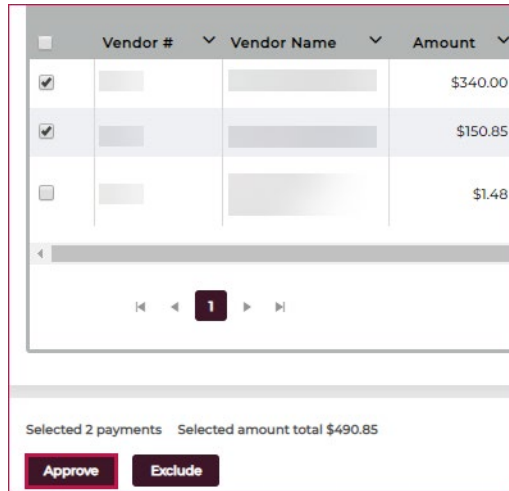 Vendor # Vendor Name Amount
$340.00
$150.85
$1.48
1
Selected 2 payments Selected amount total $490.85
Approve Exclude